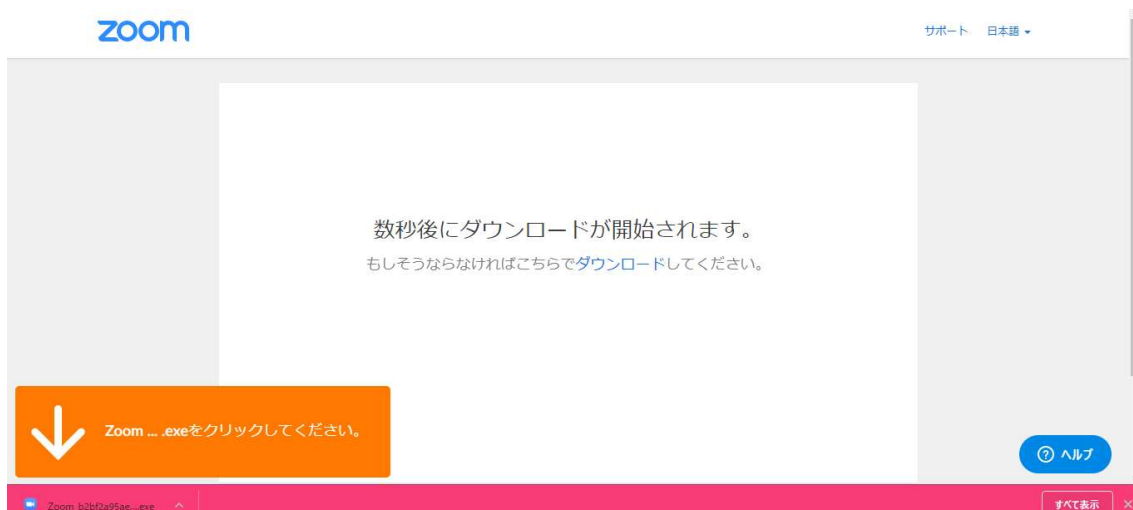 zoom
サポート 日本語
数秒後にダウンロードが開始されます。
もしそうならなければこちらでダウンロードしてください。
Zoom ... .exeをクリックしてください。
ヘルプ
Zoom_b2bf2a95ae....exe
すべて表示